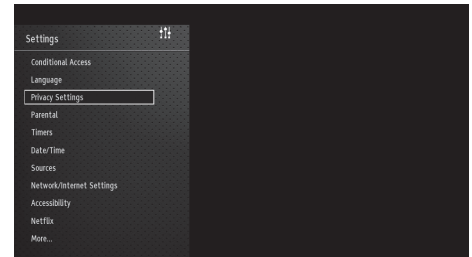 Settings
Conditional Access
Language
Privacy Settings
Parental
Timers
Date/Time
Sources
Network/Internet Settings
Accessibility
Netflix
More...